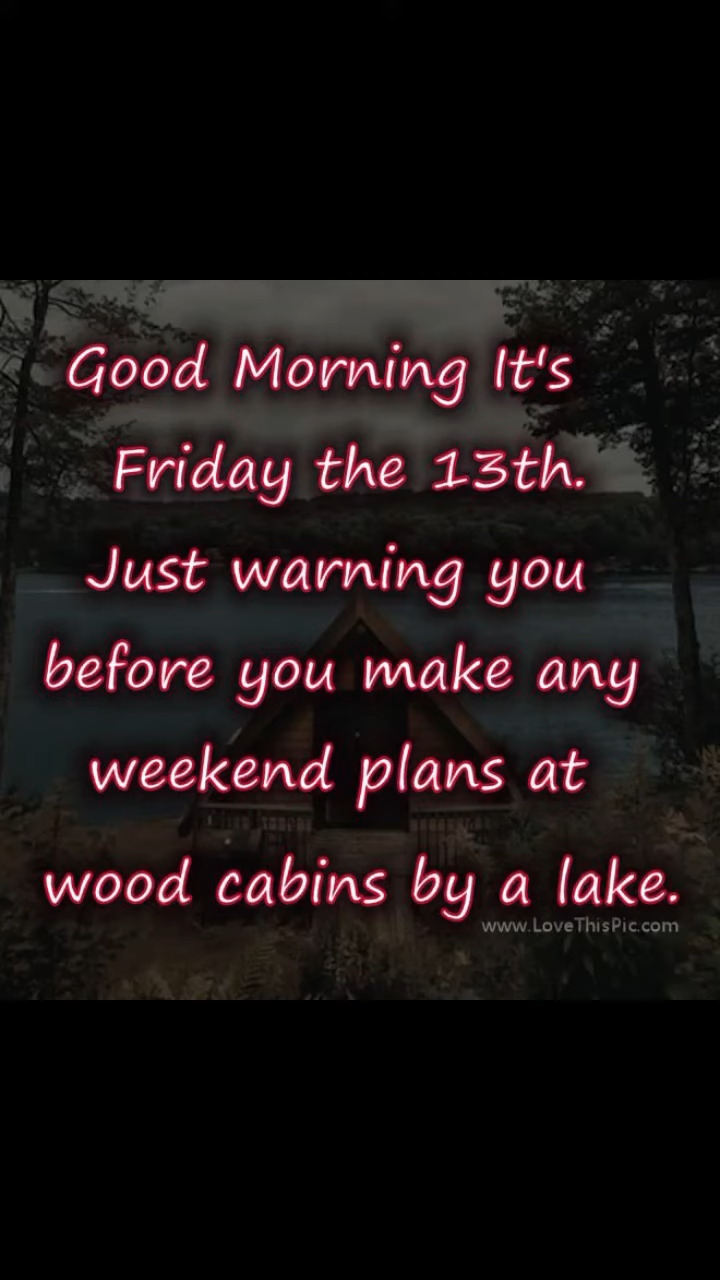 Good Morning It's
Friday the 13th.
Just warning you
before you make any
weekend plans at
wood cabins by a lake.
www.LoveThisPic.com